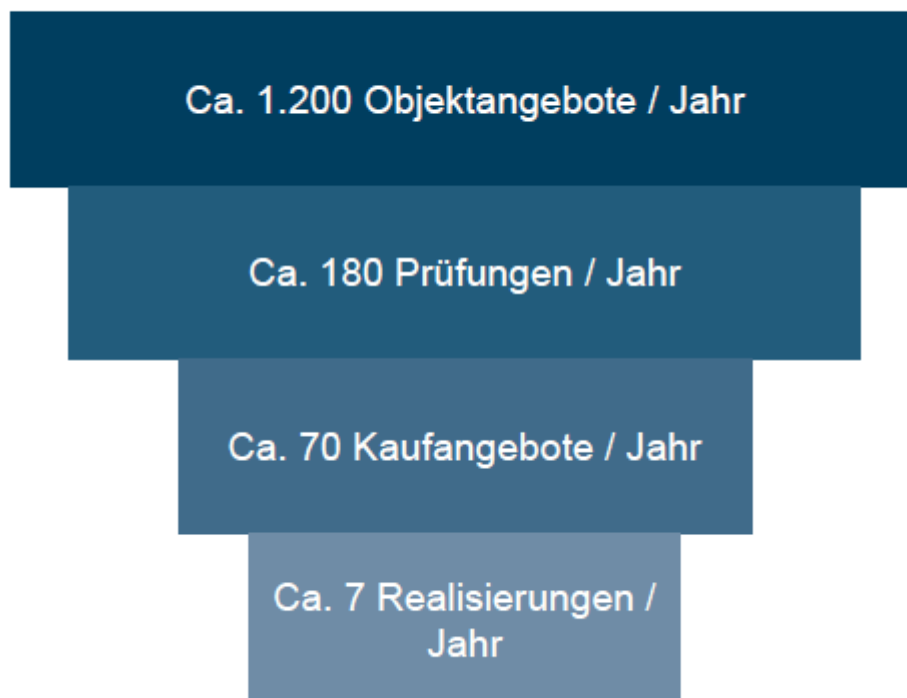 Ca. 1.200 Objektangebote / Jahr
Ca. 180 Prüfungen / Jahr
Ca. 70 Kaufangebote / Jahr
Ca. 7 Realisierungen /
Jahr